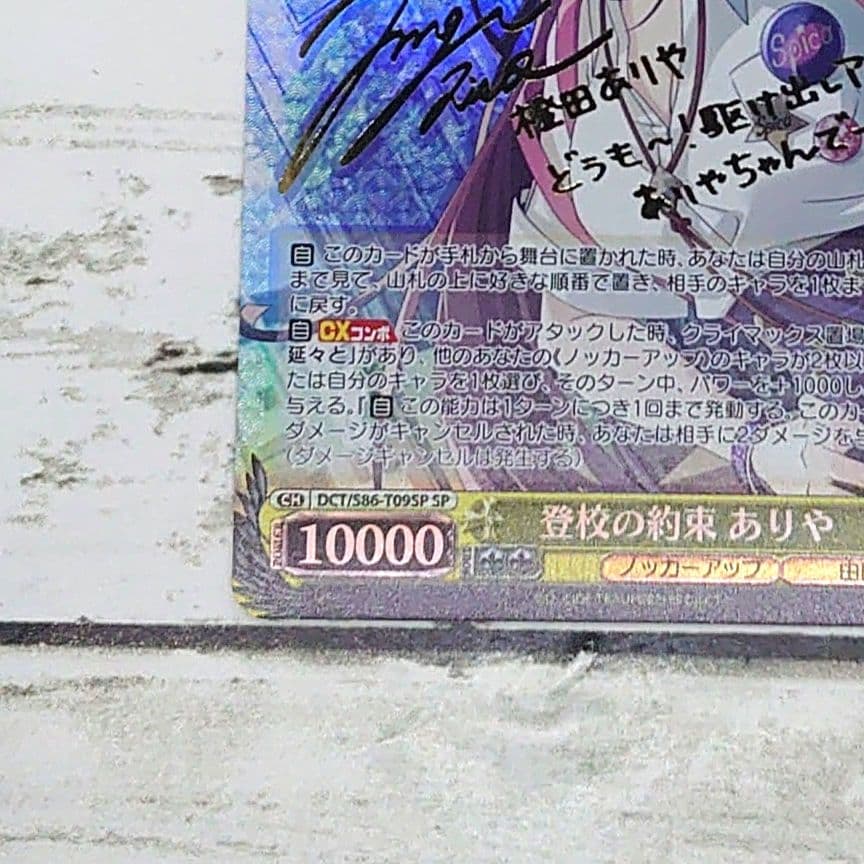 Spica
橙田ありや
どうも〜!駆け出しア
ありやちゃんで
自 このカードが手札から舞台に置かれた時、あなたは自分の山札
まで見て、山札の上に好きな順番で置き、相手のキャラを1枚ま
に戻す。
自 CXコンボ このカードがアタックした時、クライマックス置場
延々と」があり、他のあなたの《ノッカーアップ》のキャラが2枚以
たは自分のキャラを1枚選び、そのターン中、パワーを+1000し
与える。『自 この能力は1ターンにつき1回まで発動する。このカ
ダメージがキャンセルされた時、あなたは相手に2ダメージを与
(ダメージキャンセルは発生する)
CH DCT/S86-T09SP SP
POWER 10000 登校の約束 ありや
ノッカーアップ